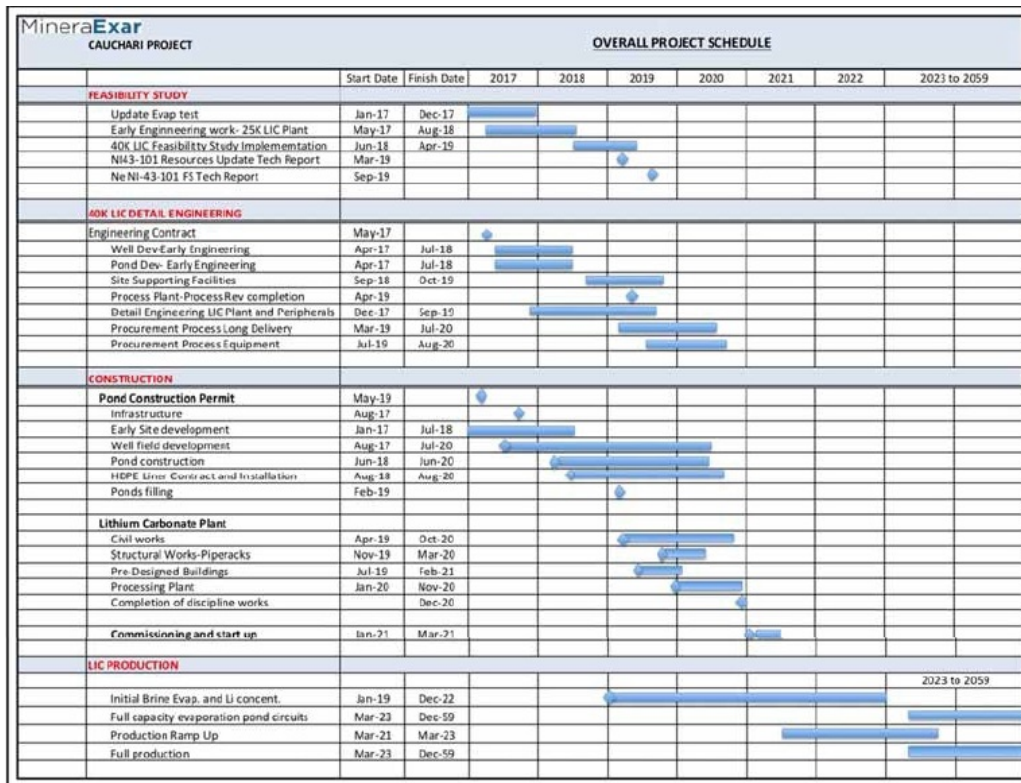 MineraExar
CAUCHARI PROJECT
OVERALL PROJECT SCHEDULE
Start Date Finish Date 2017 2018 2019 2020 2021 2022 2023 to 2059
FEASIBILITY STUDY
Update Evap test Jan-17 Dec-17
Early Enginneering work- 25K LIC Plant May-17 Aug-18
40K LIC Feasibility Study Implementation Jun-18 Apr-19
NI43-101 Resources Update Tech Report Mar-19
Ne NI-43-101 FS Tech Report Sep-19
40K LIC DETAIL ENGINEERING
Engineering Contract May-17
Well Dev-Early Engineering Apr-17 Jul-18
Pond Dev- Early Engineering Apr-17 Jul-18
Site Supporting Facilities Sep-18 Oct-19
Process Plant-Process Rev completion Apr-19
Detail Engineering LIC Plant and Peripherals Dec-17 Sep-19
Procurement Process Long Delivery Mar-19 Jul-20
Procurement Process Equipment Jul-19 Aug-20
CONSTRUCTION
Pond Construction Permit May-19
Infrastructure Aug-17
Early Site development Jan-17 Jul-18
Well field development Aug-17 Jul-20
Pond construction Jun-18 Jun-20
HDPE Liner Contract and Installation Aug-18 Aug-20
Ponds filling Feb-19
Lithium Carbonate Plant
Civil works Apr-19 Oct-20
Structural Works-Piperacks Nov-19 Mar-20
Pre-Designed Buildings Jul-19 Feb-21
Processing Plant Jan-20 Nov-20
Completion of discipline works Dec-20
Commissioning and start up Jan-21 Mar-21
LIC PRODUCTION
2023 to 2059
Initial Brine Evap. and Li concent. Jan-19 Dec-22
Full capacity evaporation pond circuits Mar-23 Dec-59
Production Ramp Up Mar-21 Mar-23
Full production Mar-23 Dec-59